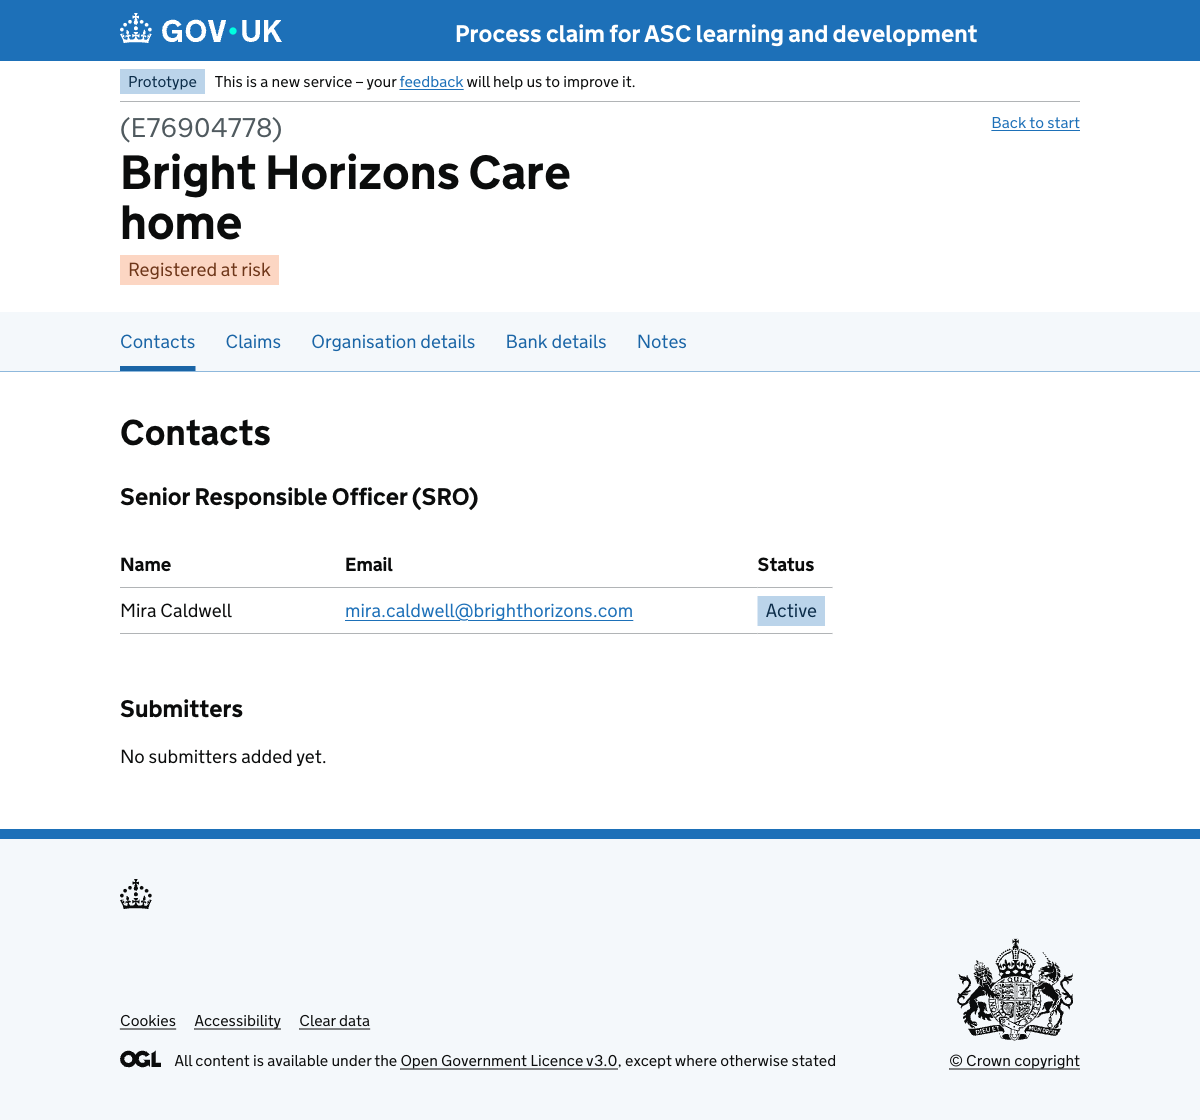 GOV·UK
Process claim for ASC learning and development
Prototype This is a new service – your feedback will help us to improve it.
(E76904778)
Back to start
Bright Horizons Care
home
Registered at risk
Contacts Claims Organisation details Bank details Notes
Contacts
Senior Responsible Officer (SRO)
Name Email Status
Mira Caldwell mira.caldwell@brighthorizons.com Active
Submitters
No submitters added yet.
Cookies Accessibility Clear data
OGL All content is available under the Open Government Licence v3.0, except where otherwise stated
© Crown copyright